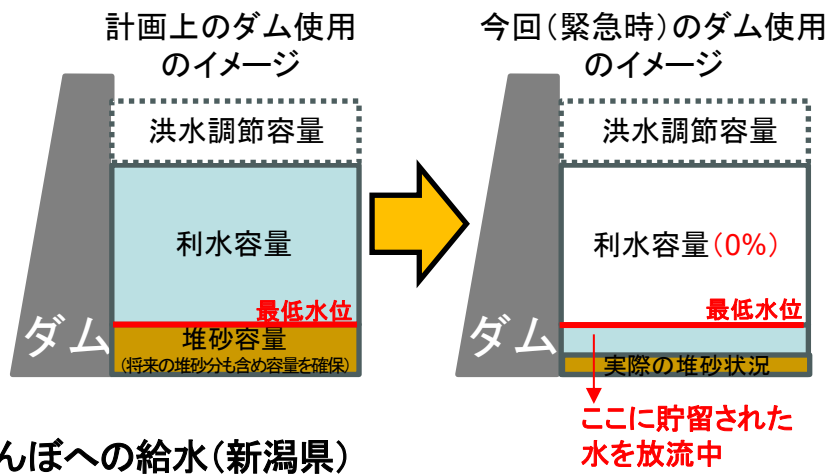 計画上のダム使用
のイメージ
洪水調節容量
利水容量
最低水位
堆砂容量
(将来の堆砂分も含め容量を確保)
ダム
今回(緊急時)のダム使用
のイメージ
洪水調節容量
利水容量(0%)
最低水位
実際の堆砂状況
ダム
ここに貯留された
水を放流中
んぼへの給水(新潟県)